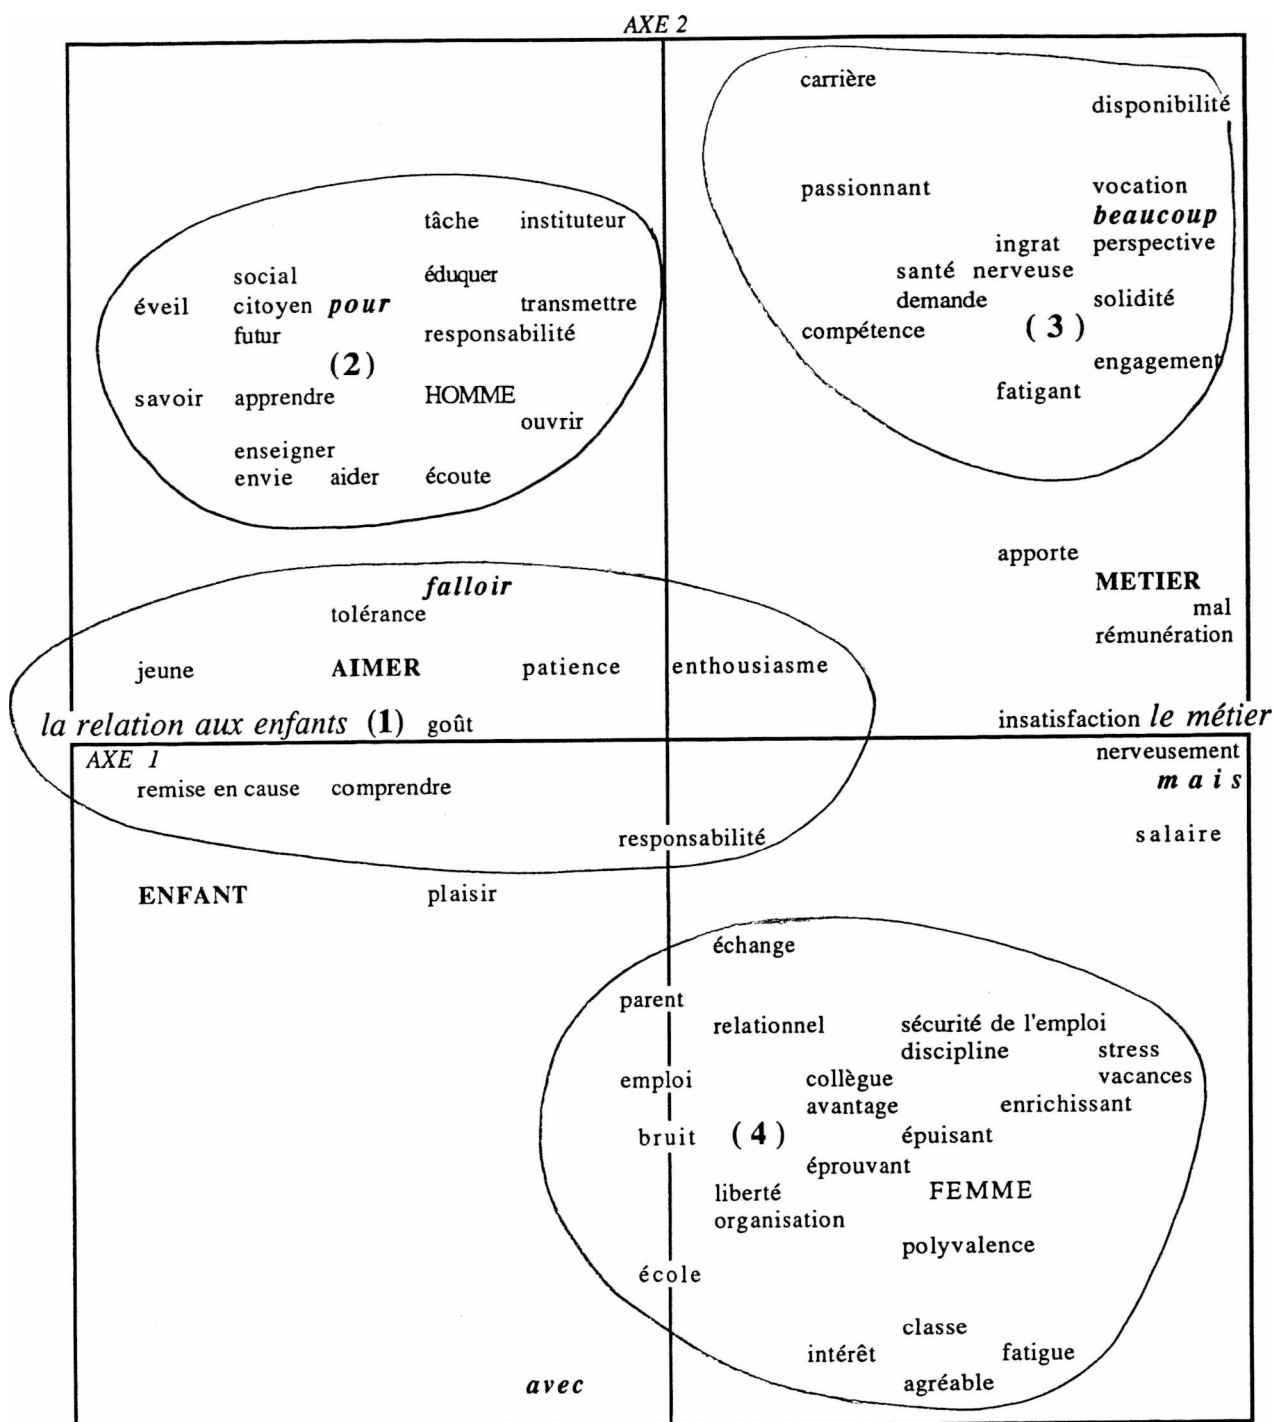 AXE 2
carrière
disponibilité
passionnant vocation
beaucoup
tâche instituteur
ingrat perspective
social éduquer santé nerveuse
éveil citoyen pour transmettre demande solidité
futur responsabilité compétence (3)
(2) engagement
savoir apprendre HOMME fatigant
ouvrir
enseigner
envie aider écoute
apporte
falloir METIER
tolérance mal
rémunération
jeune AIMER patience enthousiasme
la relation aux enfants (1) goût insatisfaction le métier
AXE 1 nerveusement
remise en cause comprendre mais
responsabilité salaire
ENFANT plaisir
échange
parent
relationnel sécurité de l'emploi
discipline stress
emploi collègue vacances
avantage enrichissant
bruit (4) épuisant
éprouvant
liberté FEMME
organisation
polyvalence
école
classe
intérêt fatigue
avec agréable